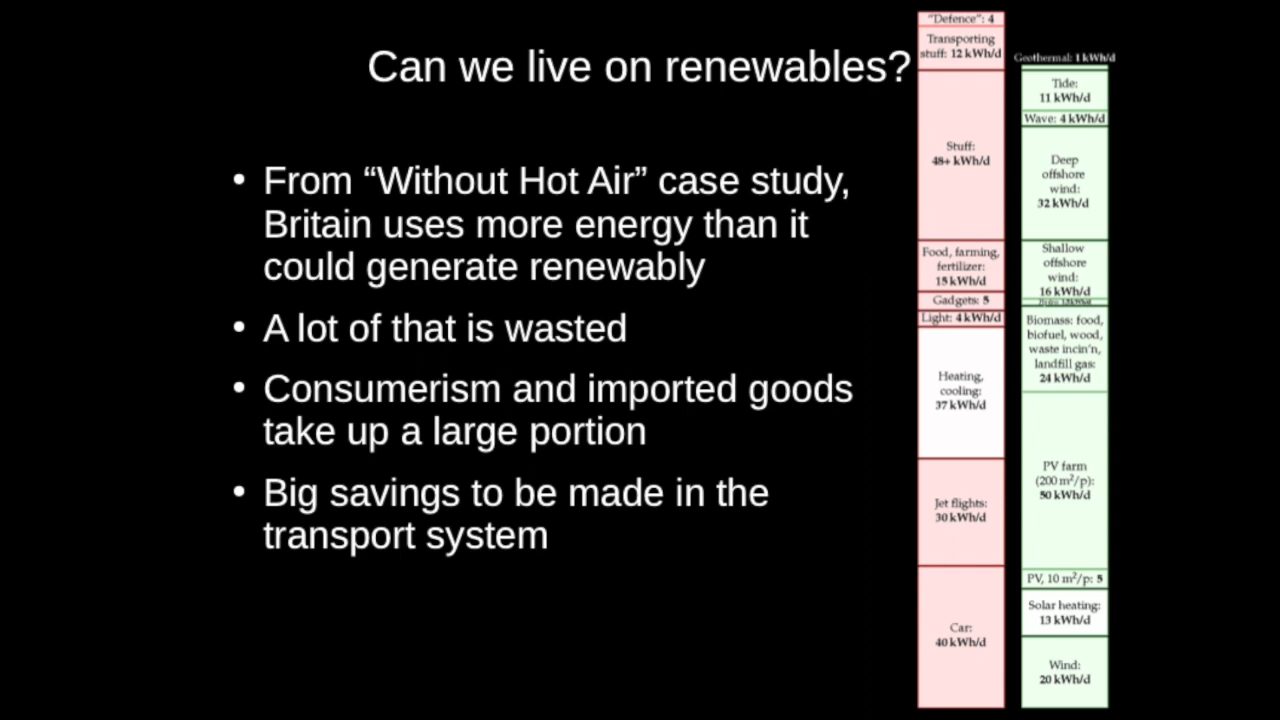 Can we live on renewables?
• From “Without Hot Air” case study,
Britain uses more energy than it
could generate renewably
• A lot of that is wasted
• Consumerism and imported goods
take up a large portion
• Big savings to be made in the
transport system
“Defence”: 4
Transporting
stuff: 12 kWh/d
Stuff:
48+ kWh/d
Food, farming,
fertilizer:
15 kWh/d
Gadgets: 5
Light: 4 kWh/d
Heating,
cooling:
37 kWh/d
Jet flights:
30 kWh/d
Car:
40 kWh/d
Geothermal: 1 kWh/d
Tide:
11 kWh/d
Wave: 4 kWh/d
Deep
offshore
wind:
32 kWh/d
Shallow
offshore
wind:
16 kWh/d
Biomass: food,
biofuel, wood,
waste incin’n,
landfill gas:
24 kWh/d
PV farm
(200 m²/p):
50 kWh/d
PV, 10 m²/p: 5
Solar heating:
13 kWh/d
Wind:
20 kWh/d